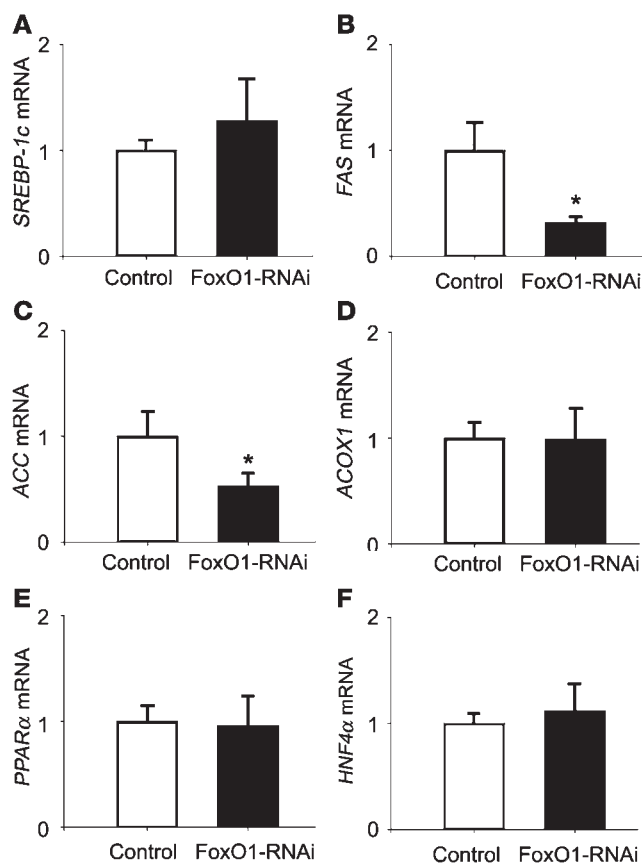 A
SREBP-1c mRNA
2
1
0
Control FoxO1-RNAi
B
FAS mRNA
2
1
0
*
Control FoxO1-RNAi
C
ACC mRNA
2
1
0
*
Control FoxO1-RNAi
D
ACOX1 mRNA
2
1
0
Control FoxO1-RNAi
E
PPARα mRNA
2
1
0
Control FoxO1-RNAi
F
HNF4α mRNA
2
1
0
Control FoxO1-RNAi